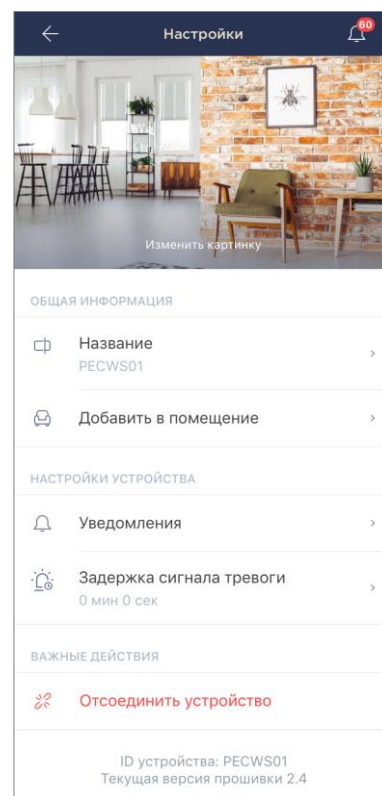 Настройки
60
Изменить картинку
ОБЩАЯ ИНФОРМАЦИЯ
Название
PECWS01
Добавить в помещение
НАСТРОЙКИ УСТРОЙСТВА
Уведомления
Задержка сигнала тревоги
0 мин 0 сек
ВАЖНЫЕ ДЕЙСТВИЯ
Отсоединить устройство
ID устройства: PECWS01
Текущая версия прошивки 2.4